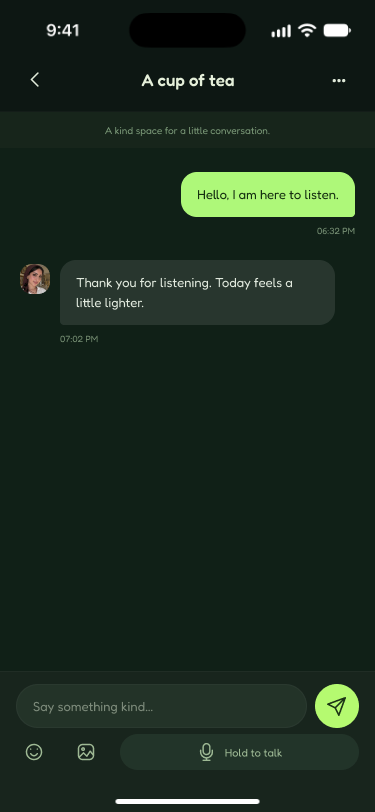 9:41
A cup of tea
A kind space for a little conversation.
Hello, I am here to listen.
06:32 PM
Thank you for listening. Today feels a
little lighter.
07:02 PM
Say something kind...
Hold to talk